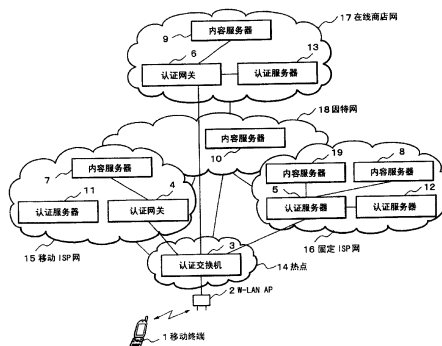 17 在线商店网
9
内容服务器
6
13
认证网关
认证服务器
18 因特网
内容服务器
10
7
内容服务器
11
4
认证服务器
认证网关
15 移动 ISP 网
19
8
内容服务器
内容服务器
5
12
认证服务器
认证服务器
16 固定 ISP 网
3
认证交换机
14 热点
2 W-LAN AP
1 移动终端